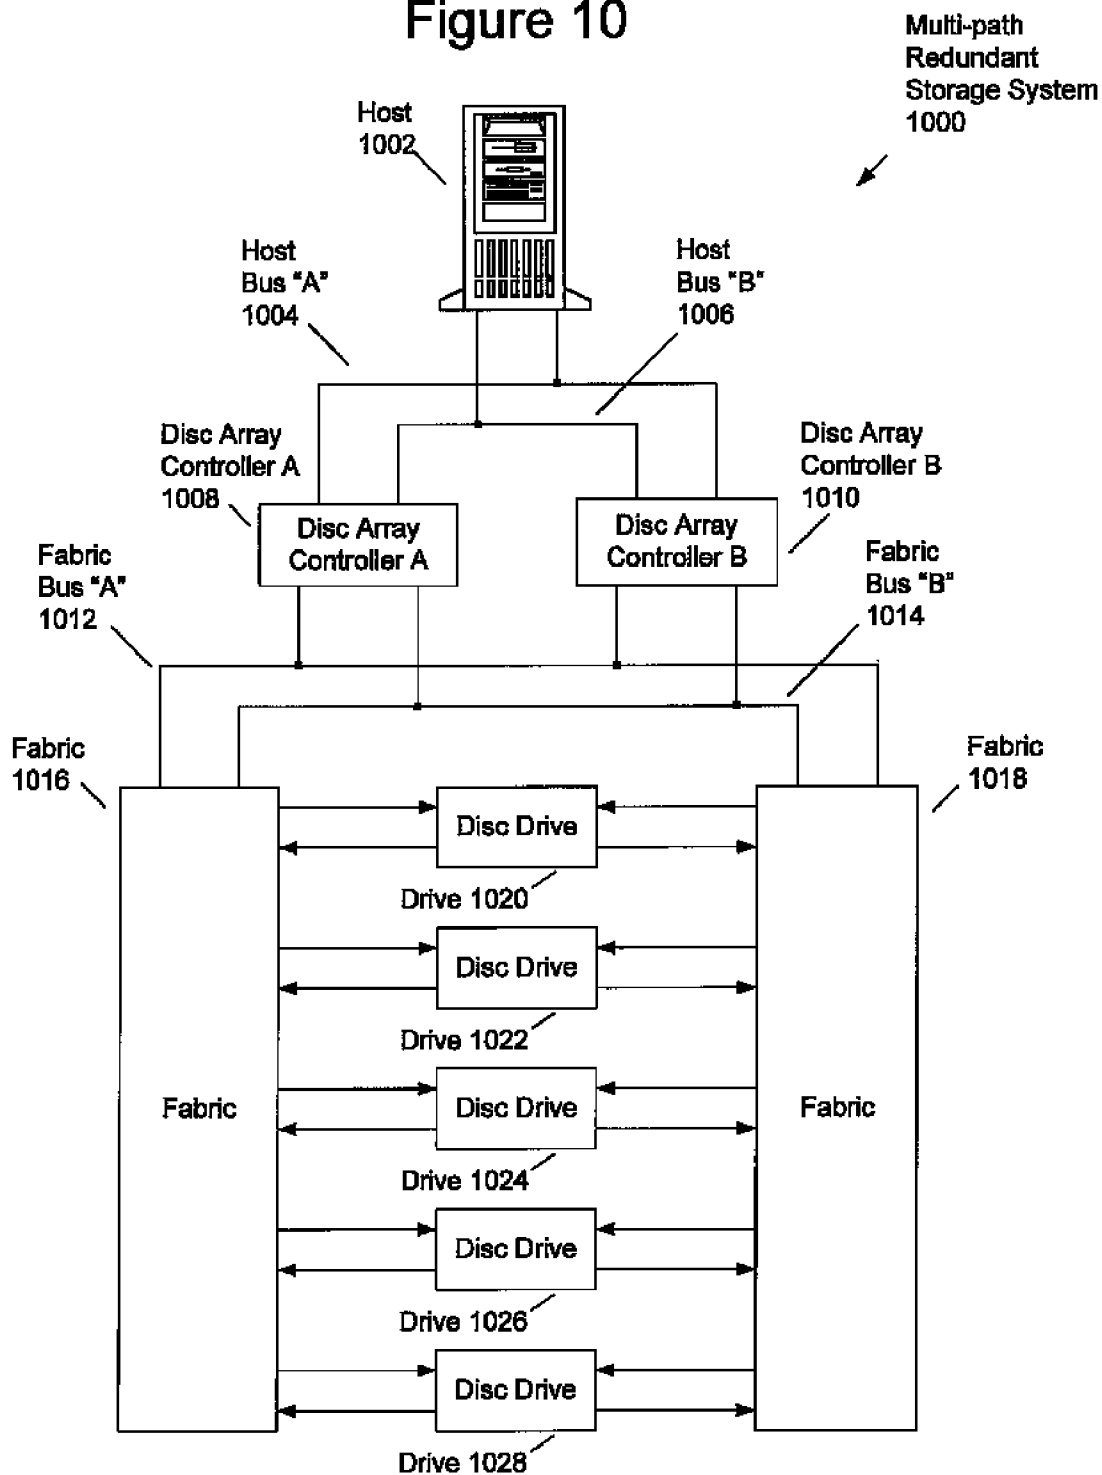 Figure 10
Multi-path
Redundant
Storage System
1000
Host
1002
Host
Bus "A"
1004
Host
Bus "B"
1006
Disc Array
Controller A
1008
Disc Array
Controller B
1010
Disc Array
Controller A
Disc Array
Controller B
Fabric
Bus "A"
1012
Fabric
Bus "B"
1014
Fabric
1016
Fabric
1018
Disc Drive
Drive 1020
Disc Drive
Drive 1022
Fabric
Disc Drive
Fabric
Drive 1024
Disc Drive
Drive 1026
Disc Drive
Drive 1028